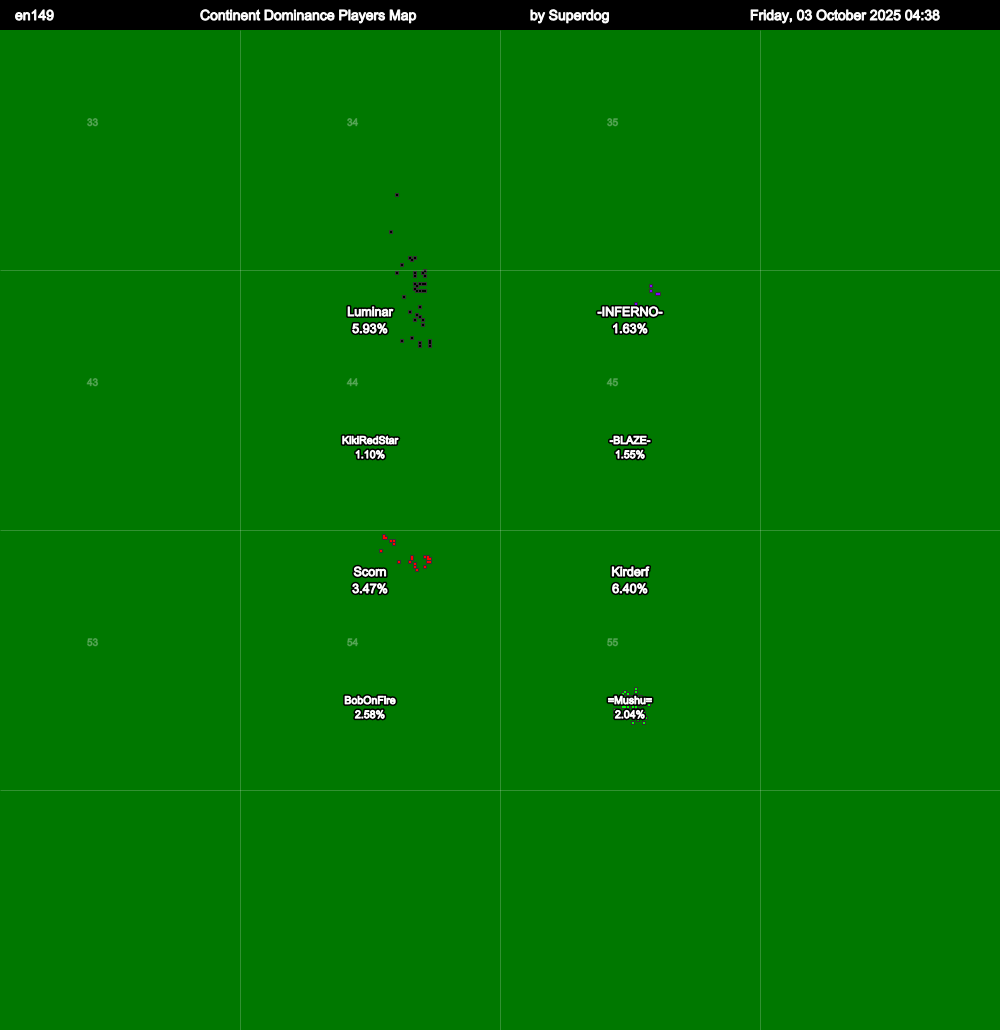 en149 Continent Dominance Players Map by Superdog Friday, 03 October 2025 04:38
33 34 35
Luminar -INFERNO-
5.93% 1.63%
43 44 45
KikiRedStar -BLAZE-
1.10% 1.55%
Scorn Kirderf
3.47% 6.40%
53 54 55
BobOnFire =Mushu=
2.58% 2.04%